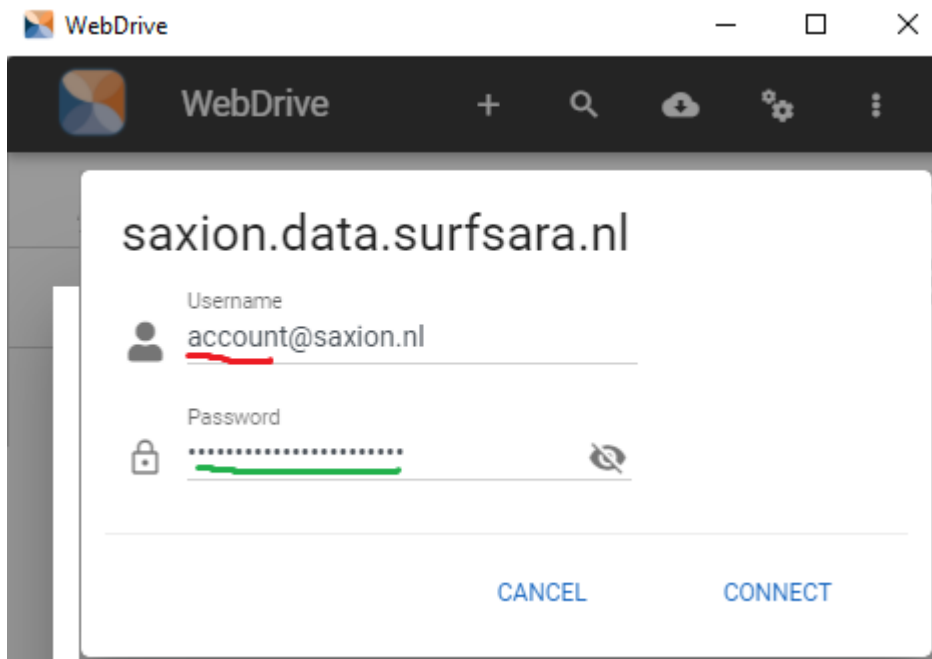 WebDrive
WebDrive
saxion.data.surfsara.nl
Username
account@saxion.nl
Password
•••••••••••••••••••••••
CANCEL CONNECT